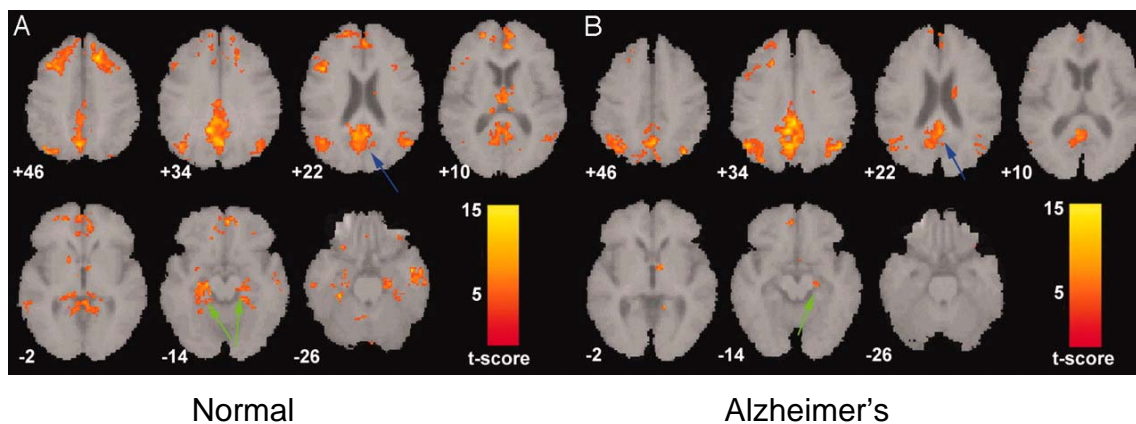 A
B
+46 +34 +22 +10
+46 +34 +22 +10
15
5
t-score
15
5
t-score
-2 -14 -26
-2 -14 -26
Normal
Alzheimer's